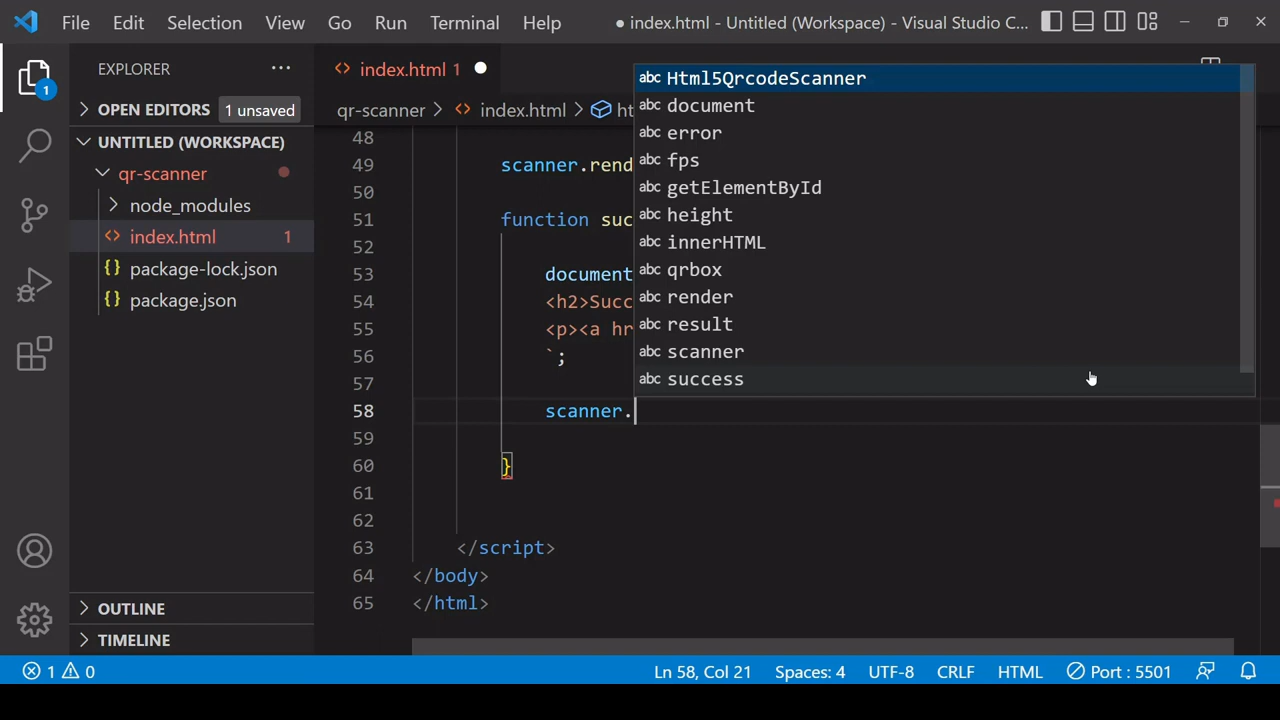 File Edit Selection View Go Run Terminal Help ● index.html - Untitled (Workspace) - Visual Studio C...
EXPLORER ...
index.html 1
OPEN EDITORS 1 unsaved
qr-scanner > index.html > ht
UNTITLED (WORKSPACE)
qr-scanner
node_modules
index.html 1
package-lock.json
package.json
OUTLINE
TIMELINE
1
48
49 scanner.rend
50
51 function suc
52
53 document
54 <h2>Succ
55 <p><a hr
56 `;
57
58 scanner.
59
60 }
61
62
63 </script>
64 </body>
65 </html>
abc Html5QrcodeScanner
abc document
abc error
abc fps
abc getElementById
abc height
abc innerHTML
abc qrbox
abc render
abc result
abc scanner
abc success
1 0 Ln 58, Col 21 Spaces: 4 UTF-8 CRLF HTML Port : 5501